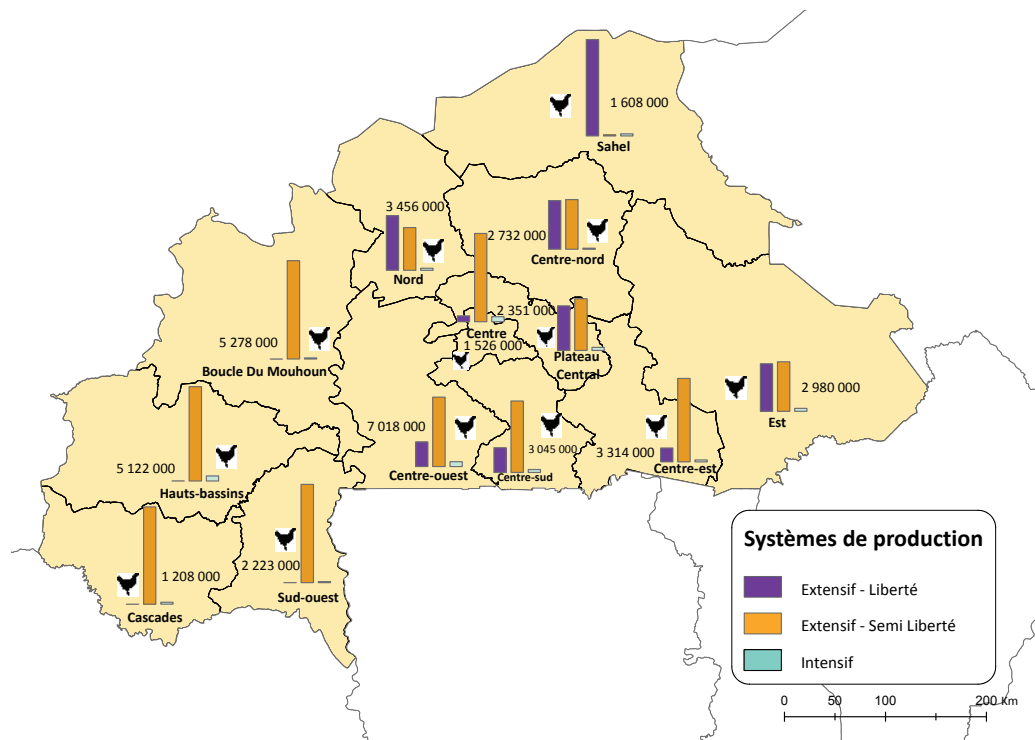 1 608 000
Sahel
3 456 000
Nord
2 732 000
Centre-nord
2 351 000
Centre
1 526 000
Plateau
Central
5 278 000
Boucle Du Mouhoun
2 980 000
Est
7 018 000
Centre-ouest
3 045 000
Centre-sud
3 314 000
Centre-est
5 122 000
Hauts-bassins
2 223 000
Sud-ouest
1 208 000
Cascades
Systèmes de production
Extensif - Liberté
Extensif - Semi Liberté
Intensif
0 50 100 200 Km